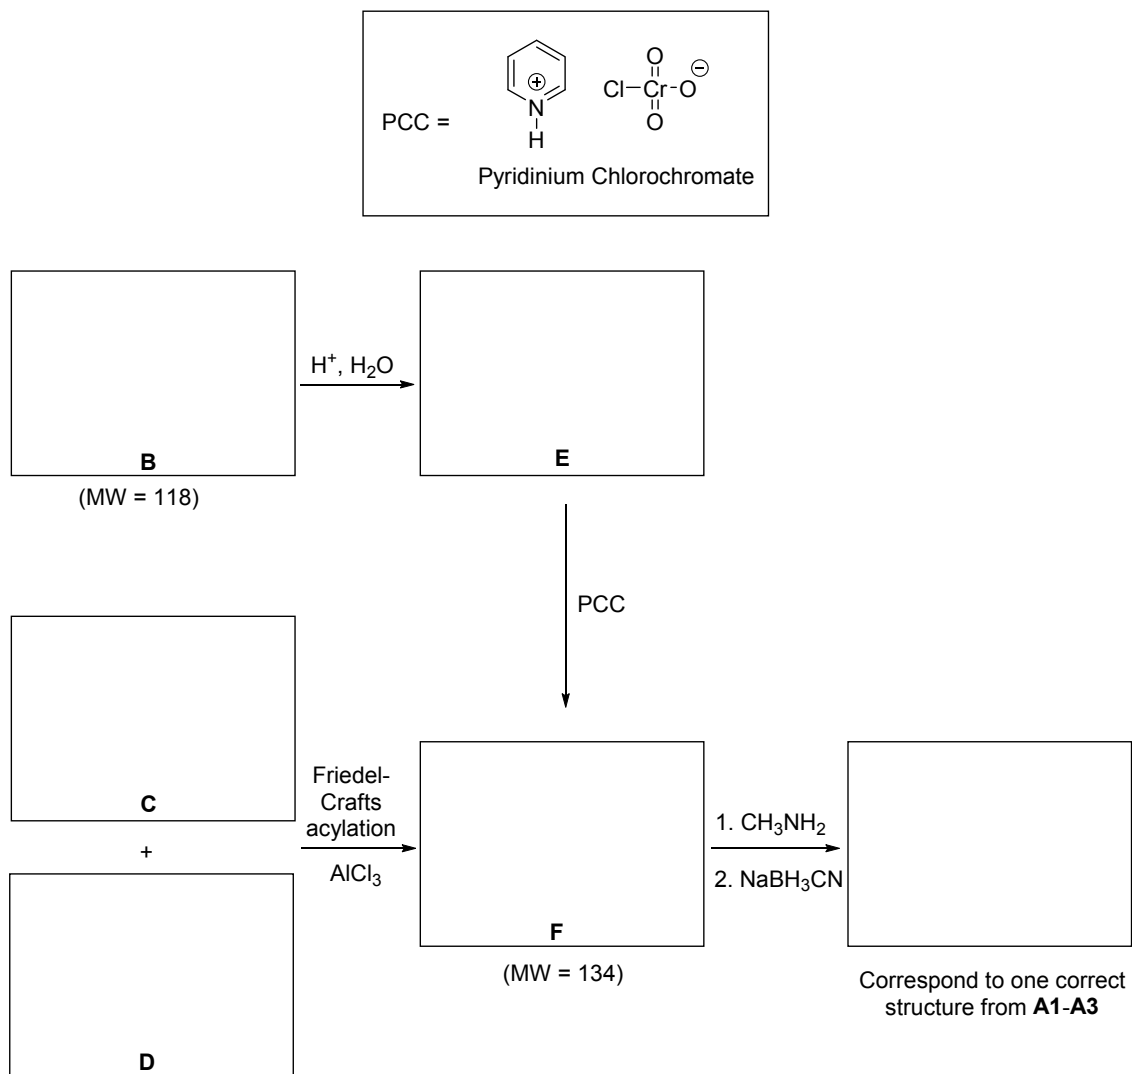 PCC =
N
H
O
Cl
Cr
O
O
Pyridinium Chlorochromate
H⁺, H₂O
B
(MW = 118)
E
PCC
C
+
D
Friedel-
Crafts
acylation
AlCl₃
F
(MW = 134)
1. CH₃NH₂
2. NaBH₃CN
Correspond to one correct
structure from A1-A3